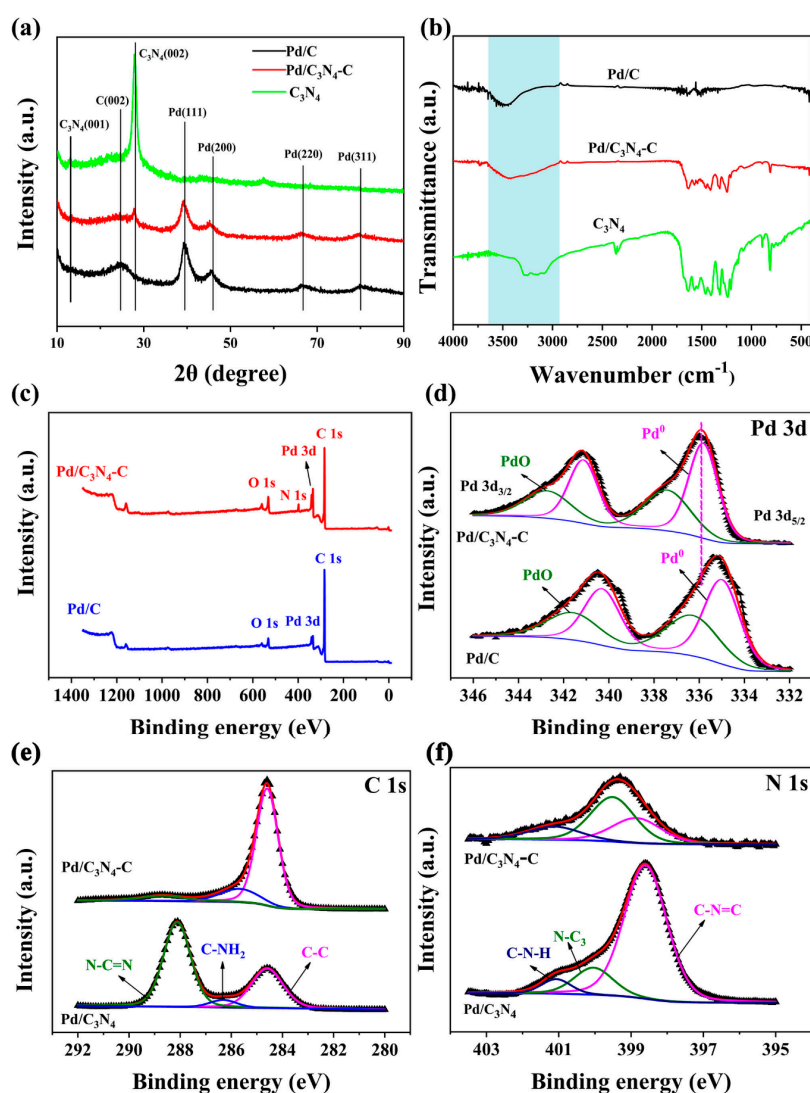 (a)
C₃N₄(002)
Pd/C
Pd/C₃N₄-C
C₃N₄
C₃N₄(001)
C(002)
Pd(111)
Pd(200)
Pd(220)
Pd(311)
Intensity (a.u.)
10 30 50 70 90
2θ (degree)
(b)
Pd/C
Pd/C₃N₄-C
C₃N₄
Transmittance (a.u.)
4000 3500 2500 2000 1500 1000 500
Wavenumber (cm⁻¹)
(c)
C 1s
Pd 3d
Pd/C₃N₄-C
O 1s N 1s
C 1s
O 1s Pd 3d
Pd/C
Intensity (a.u.)
1400 1200 1000 800 600 400 200 0
Binding energy (eV)
(d)
Pd 3d
Pd⁰
PdO
Pd 3d₃/₂
Pd 3d₅/₂
Pd/C₃N₄-C
Pd⁰
PdO
Pd/C
Intensity (a.u.)
346 344 342 340 338 336 334 332
Binding energy (eV)
(e)
C 1s
Pd/C₃N₄-C
N-C=N
C-NH₂
C-C
Pd/C₃N₄
Intensity (a.u.)
292 290 288 286 284 282 280
Binding energy (eV)
(f)
N 1s
Pd/C₃N₄-C
C-N=C
N-C₃
C-N-H
Pd/C₃N₄
Intensity (a.u.)
403 401 399 397 395
Binding energy (eV)